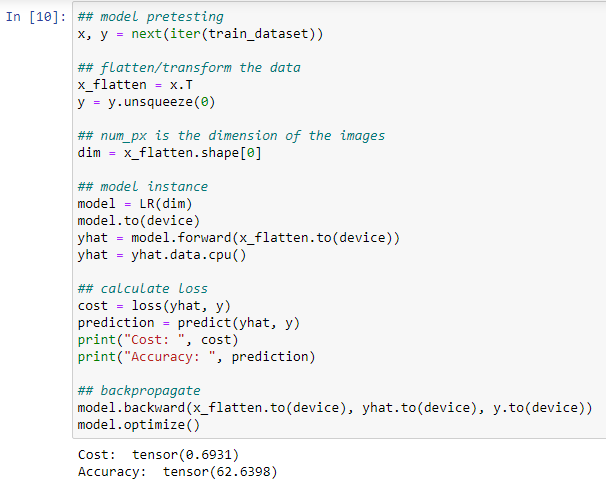 In [10]: ## model pretesting
x, y = next(iter(train_dataset))
## flatten/transform the data
x_flatten = x.T
y = y.unsqueeze(0)
## num_px is the dimension of the images
dim = x_flatten.shape[0]
## model instance
model = LR(dim)
model.to(device)
yhat = model.forward(x_flatten.to(device))
yhat = yhat.data.cpu()
## calculate loss
cost = loss(yhat, y)
prediction = predict(yhat, y)
print("Cost: ", cost)
print("Accuracy: ", prediction)
## backpropagate
model.backward(x_flatten.to(device), yhat.to(device), y.to(device))
model.optimize()
Cost:  tensor(0.6931)
Accuracy:  tensor(62.6398)